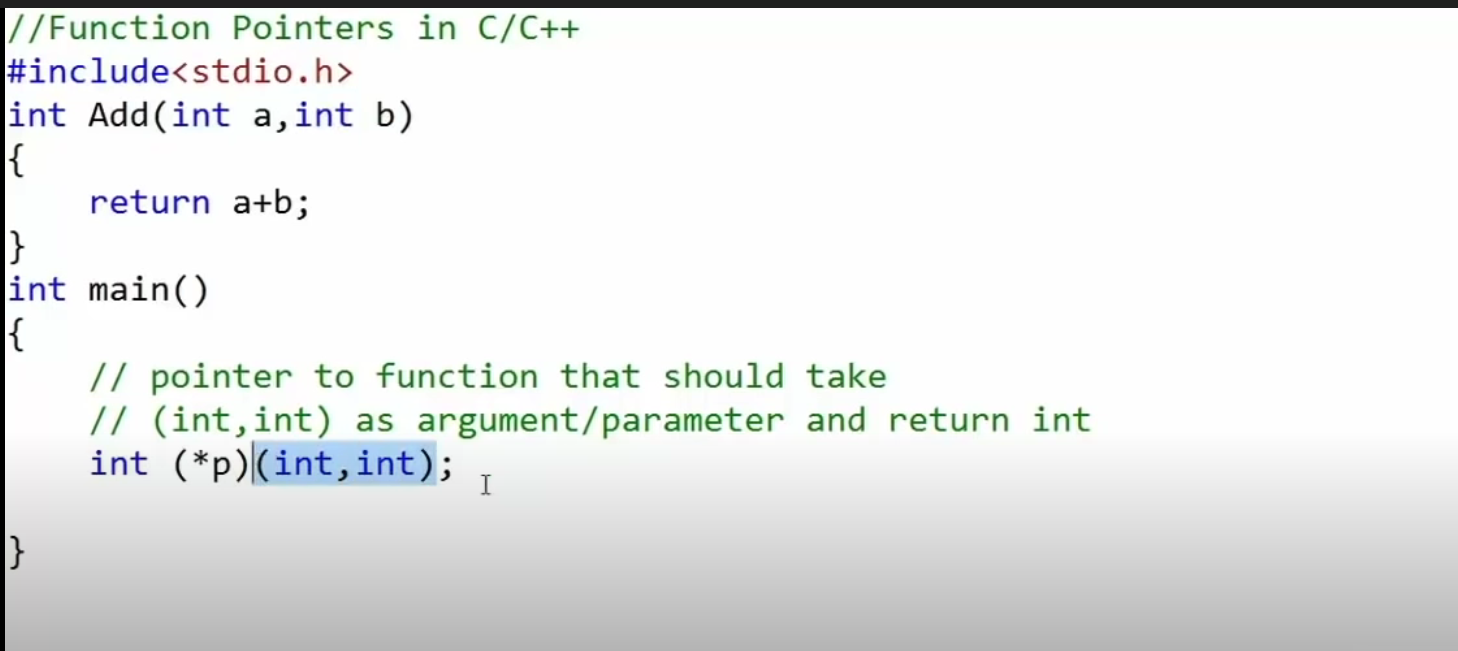 //Function Pointers in C/C++
#include<stdio.h>
int Add(int a,int b)
{
    return a+b;
}
int main()
{
    // pointer to function that should take
    // (int,int) as argument/parameter and return int
    int (*p)(int,int);
}